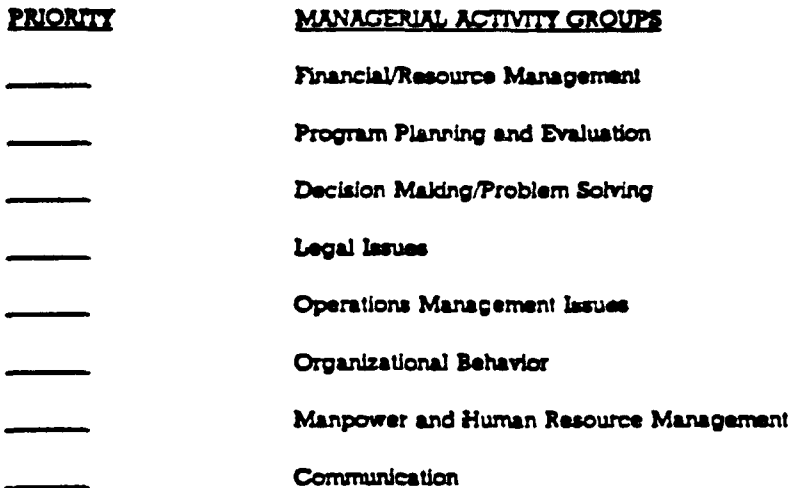 PRIORITY MANAGERIAL ACTIVITY GROUPS
Financial/Resource Management
Program Planning and Evaluation
Decision Making/Problem Solving
Legal Issues
Operations Management Issues
Organizational Behavior
Manpower and Human Resource Management
Communication